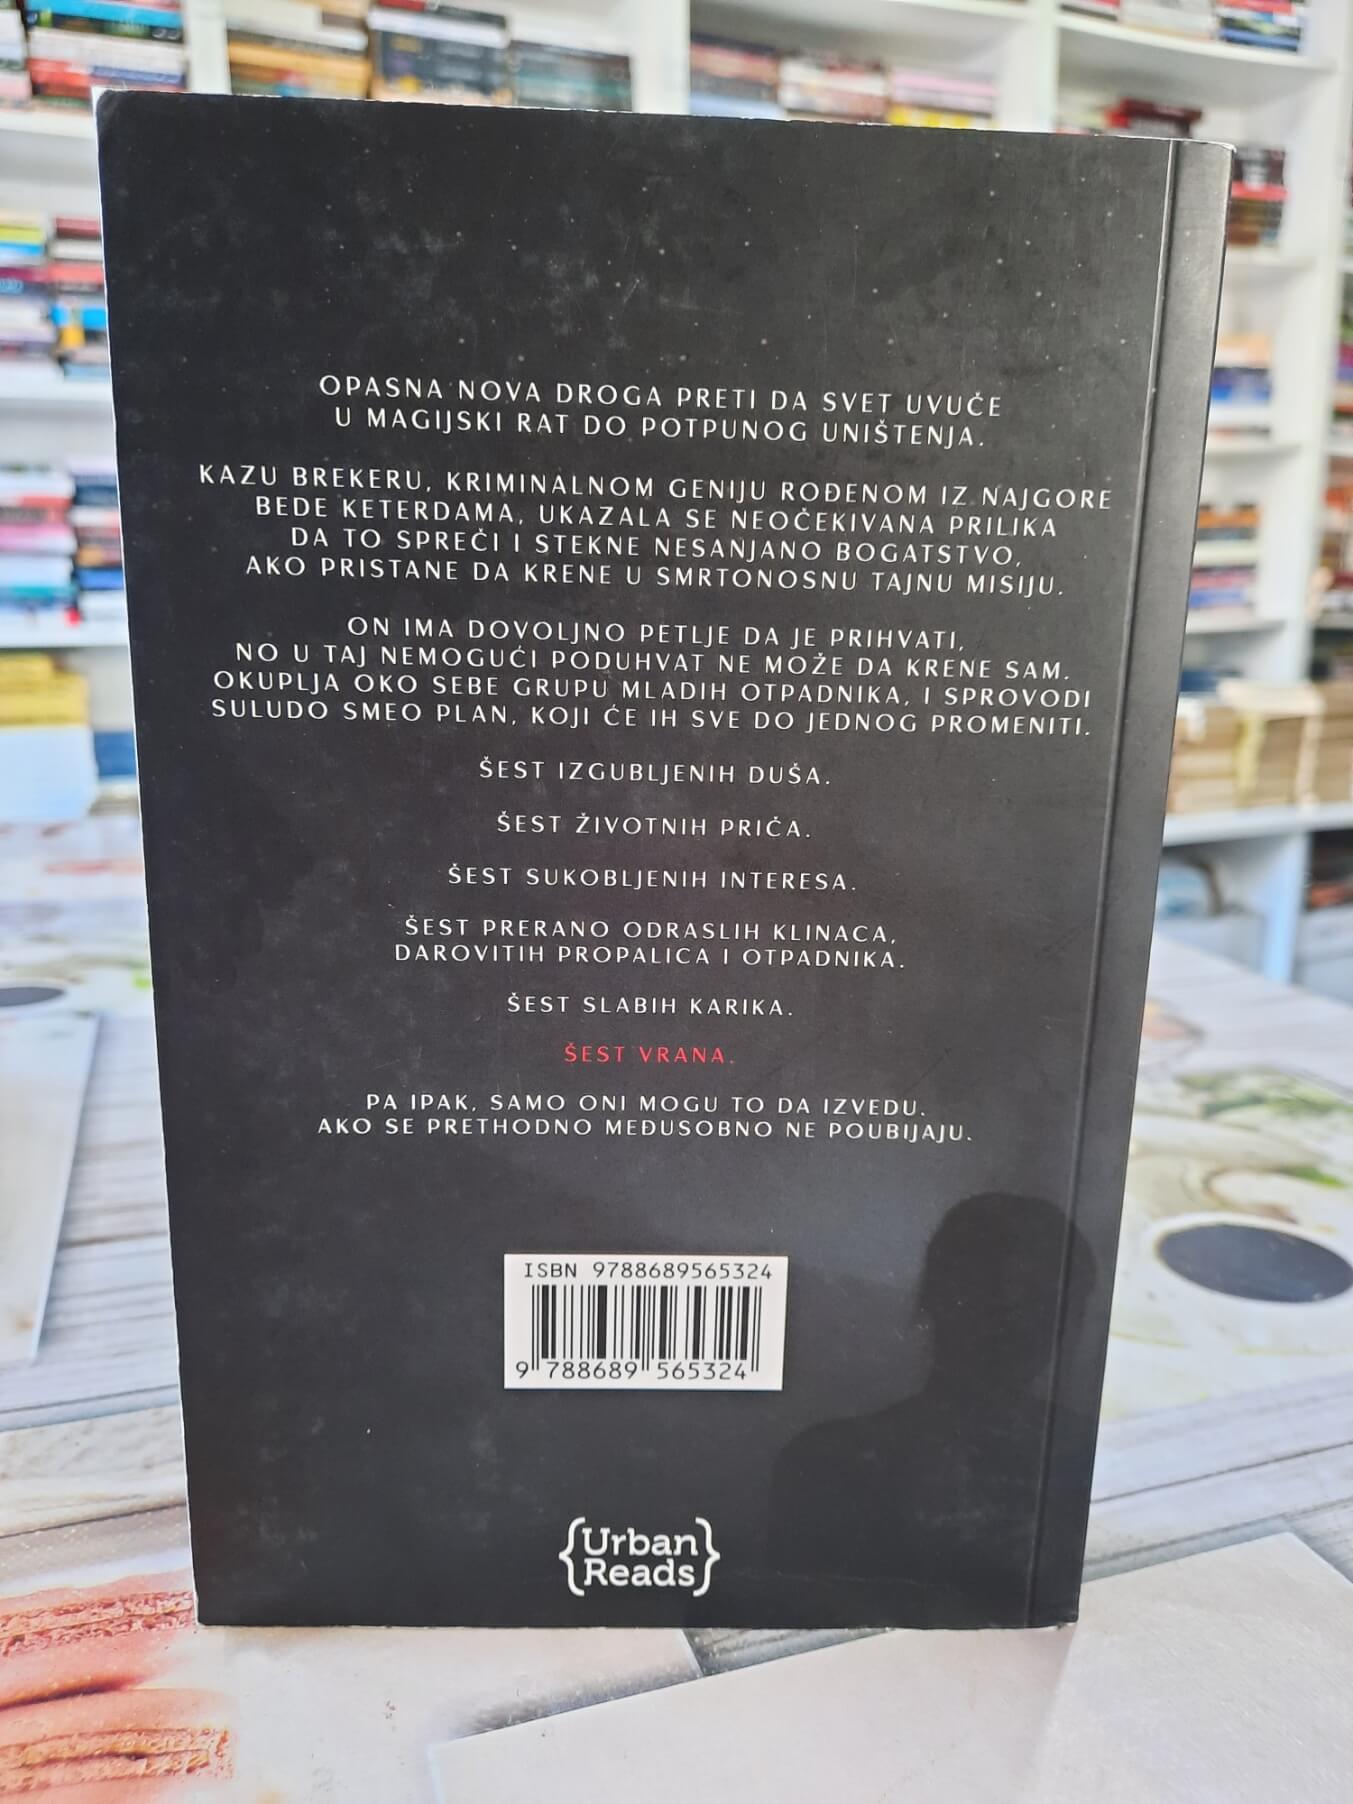 OPASNA NOVA DROGA PRETI DA SVET UVUČE
U MAGIJSKI RAT DO POTPUNOG UNIŠTENJA.
KAZU BREKERU, KRIMINALNOM GENIJU ROĐENOM IZ NAJGORE
BEDE KETERDAMA, UKAZALA SE NEOČEKIVANA PRILIKA
DA TO SPREČI I STEKNE NESANJANO BOGATSTVO,
AKO PRISTANE DA KRENE U SMRTONOSNU TAJNU MISIJU.
ON IMA DOVOLJNO PETLJE DA JE PRIHVATI,
NO U TAJ NEMOGUĆI PODUHVAT NE MOŽE DA KRENE SAM.
OKUPLJA OKO SEBE GRUPU MLADIH OTPADNIKA, I SPROVODI
SULUDO SMEO PLAN, KOJI ĆE IH SVE DO JEDNOG PROMENITI.
ŠEST IZGUBLJENIH DUŠA.
ŠEST ŽIVOTNIH PRIČA.
ŠEST SUKOBLJENIH INTERESA.
ŠEST PRERANO ODRASLIH KLINACA,
DAROVITIH PROPALICA I OTPADNIKA.
ŠEST SLABIH KARIKA.
ŠEST VRANA.
PA IPAK, SAMO ONI MOGU TO DA IZVEDU.
AKO SE PRETHODNO MEĐUSOBNO NE POUBIJAJU.
ISBN 9788689565324
9 788689 565324
{Urban
Reads}